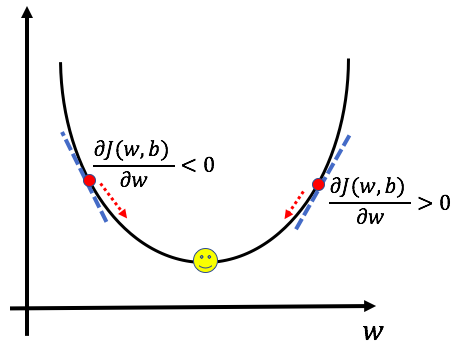 ∂J(w, b)
∂w
< 0
∂J(w, b)
∂w
> 0
w